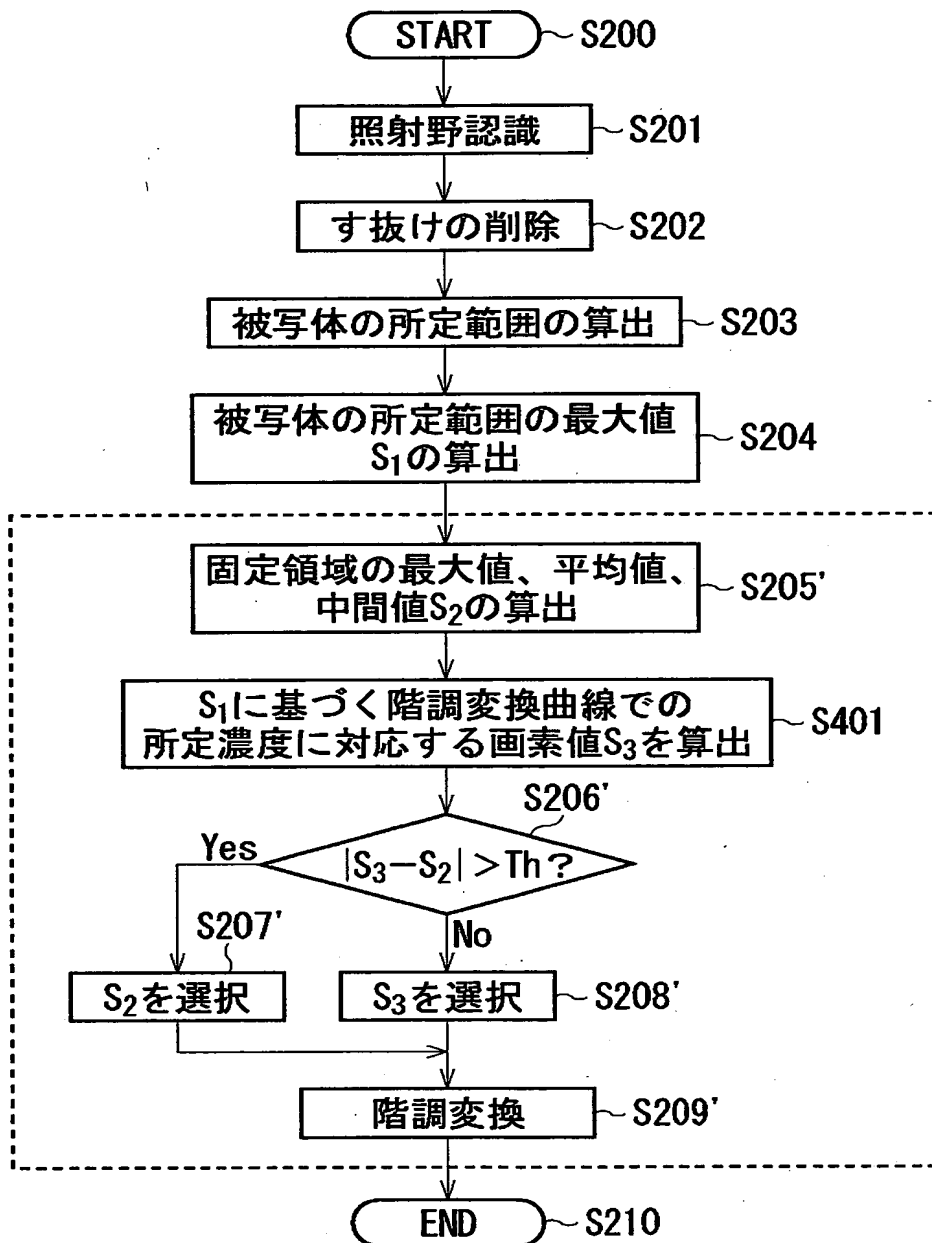 START S200
照射野認識 S201
す抜けの削除 S202
被写体の所定範囲の算出 S203
被写体の所定範囲の最大値
S₁の算出 S204
固定領域の最大値、平均値、
中間値S₂の算出 S205'
S₁に基づく階調変換曲線での
所定濃度に対応する画素値S₃を算出 S401
S206'
|S₃−S₂|>Th?
Yes
No
S207'
S₂を選択
S₃を選択 S208'
階調変換 S209'
END S210